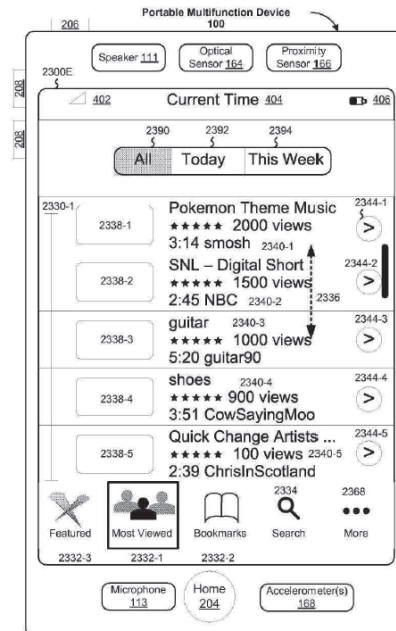 Portable Multifunction Device
100
206
Speaker 111
Optical Sensor 164
Proximity Sensor 166
2300E
208
208
402
Current Time 404
406
2390
2392
2394
All
Today
This Week
2330-1
2338-1
Pokemon Theme Music
★★★★★ 2000 views
3:14 smosh 2340-1
2344-1
>
2338-2
SNL – Digital Short
★★★★★ 1500 views
2:45 NBC 2340-2
2344-2
>
2336
2338-3
guitar 2340-3
★★★★★ 1000 views
5:20 guitar90
2344-3
>
2338-4
shoes 2340-4
★★★★★ 900 views
3:51 CowSayingMoo
2344-4
>
2338-5
Quick Change Artists ...
★★★★★ 100 views 2340-5
2:39 ChrisInScotland
2344-5
>
2334
2368
Featured
Most Viewed
Bookmarks
Search
More
2332-3
2332-1
2332-2
Microphone 113
Home 204
Accelerometer(s) 168